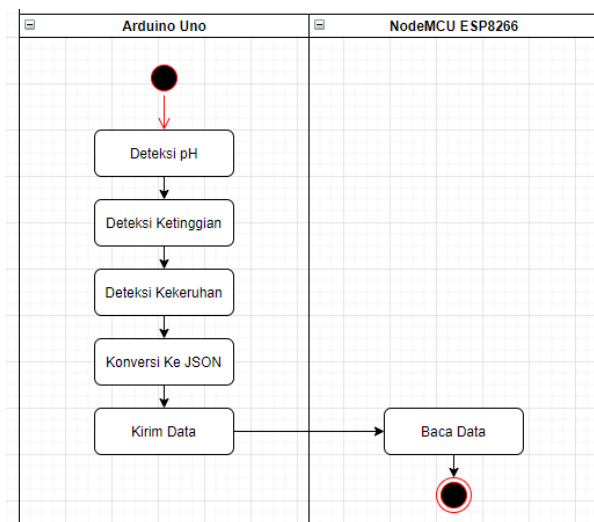 Arduino Uno
NodeMCU ESP8266
Deteksi pH
Deteksi Ketinggian
Deteksi Kekeruhan
Konversi Ke JSON
Kirim Data
Baca Data